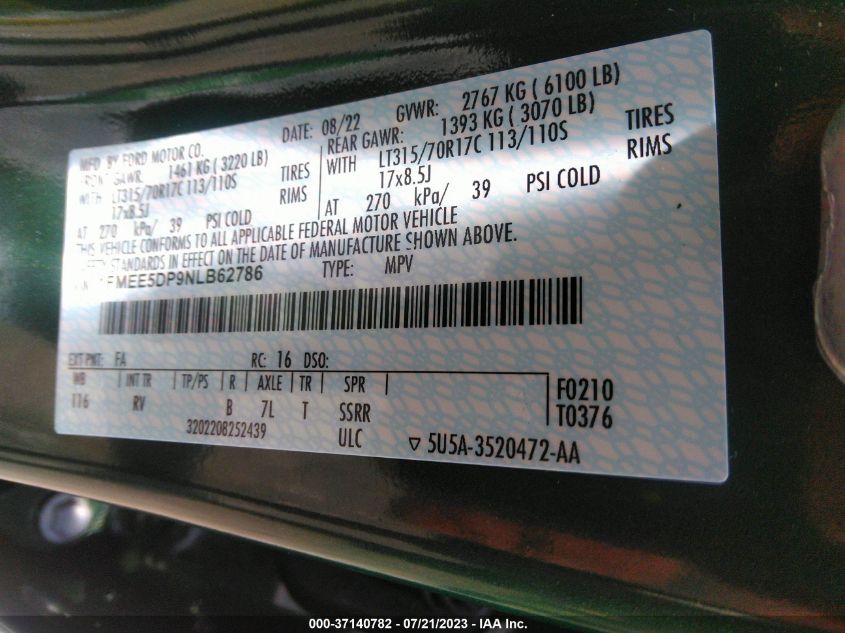 MFD. BY FORD MOTOR CO.
DATE: 08/22
GVWR: 2767 KG ( 6100 LB)
FRONT GAWR: 1461 KG ( 3220 LB)
REAR GAWR: 1393 KG ( 3070 LB)
WITH LT315/70R17C 113/110S TIRES
WITH LT315/70R17C 113/110S TIRES
17x8.5J RIMS
17x8.5J RIMS
AT 270 kPa/ 39 PSI COLD
AT 270 kPa/ 39 PSI COLD
THIS VEHICLE CONFORMS TO ALL APPLICABLE FEDERAL MOTOR VEHICLE
STANDARDS IN EFFECT ON THE DATE OF MANUFACTURE SHOWN ABOVE.
FMEE5DP9NLB62786 TYPE: MPV
EXT PNT: FA RC: 16 DSO:
WB INT TR TP/PS R AXLE TR SPR
F0210
116 RV B 7L T SSRR
T0376
3202208252439 ULC
5U5A-3520472-AA
000-37140782 - 07/21/2023 - IAA Inc.